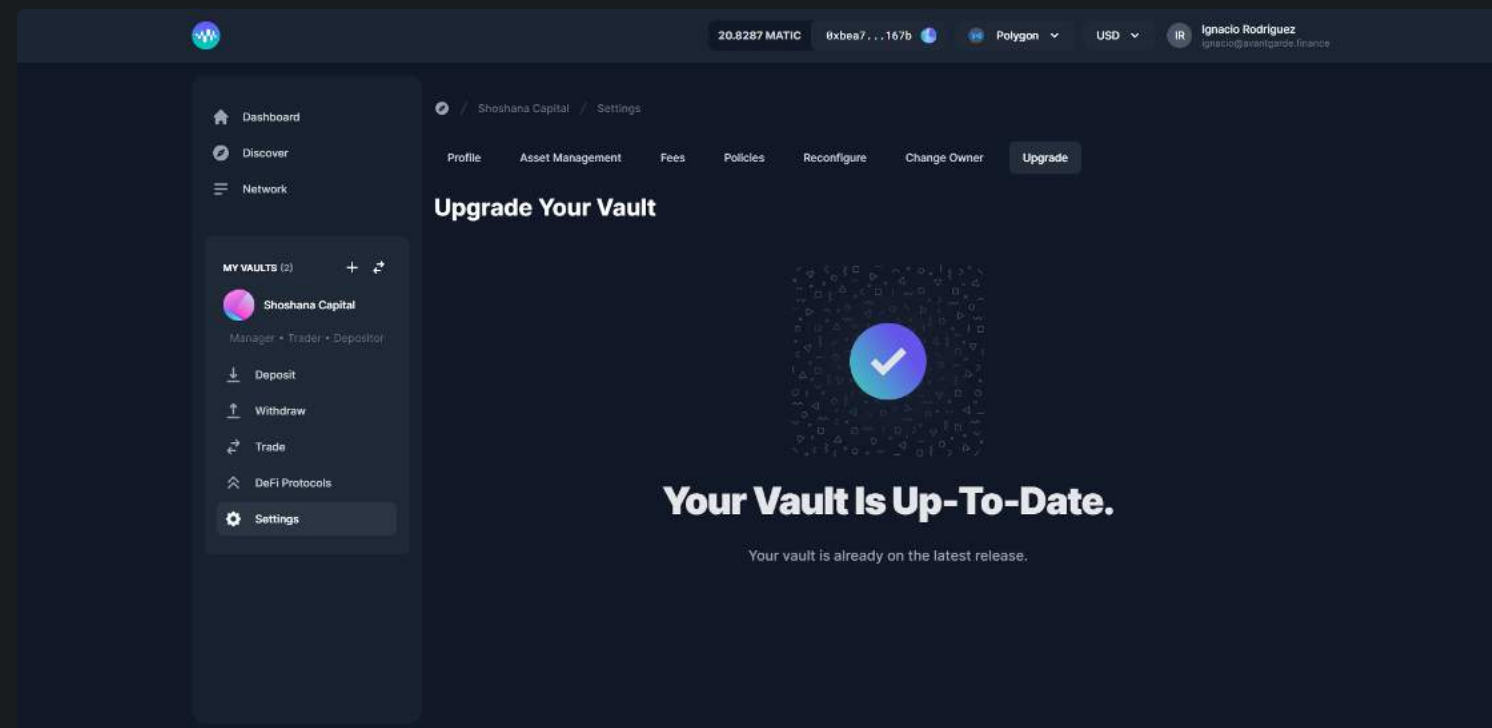 20.8287 MATIC 0xbea7...167b Polygon USD IR Ignacio Rodriguez
ignacio@avantgarde.finance
Dashboard
Discover
Network
MY VAULTS (2)
Shoshana Capital
Manager • Trader • Depositor
Deposit
Withdraw
Trade
DeFi Protocols
Settings
/ Shoshana Capital / Settings
Profile Asset Management Fees Policies Reconfigure Change Owner Upgrade
Upgrade Your Vault
Your Vault Is Up-To-Date.
Your vault is already on the latest release.